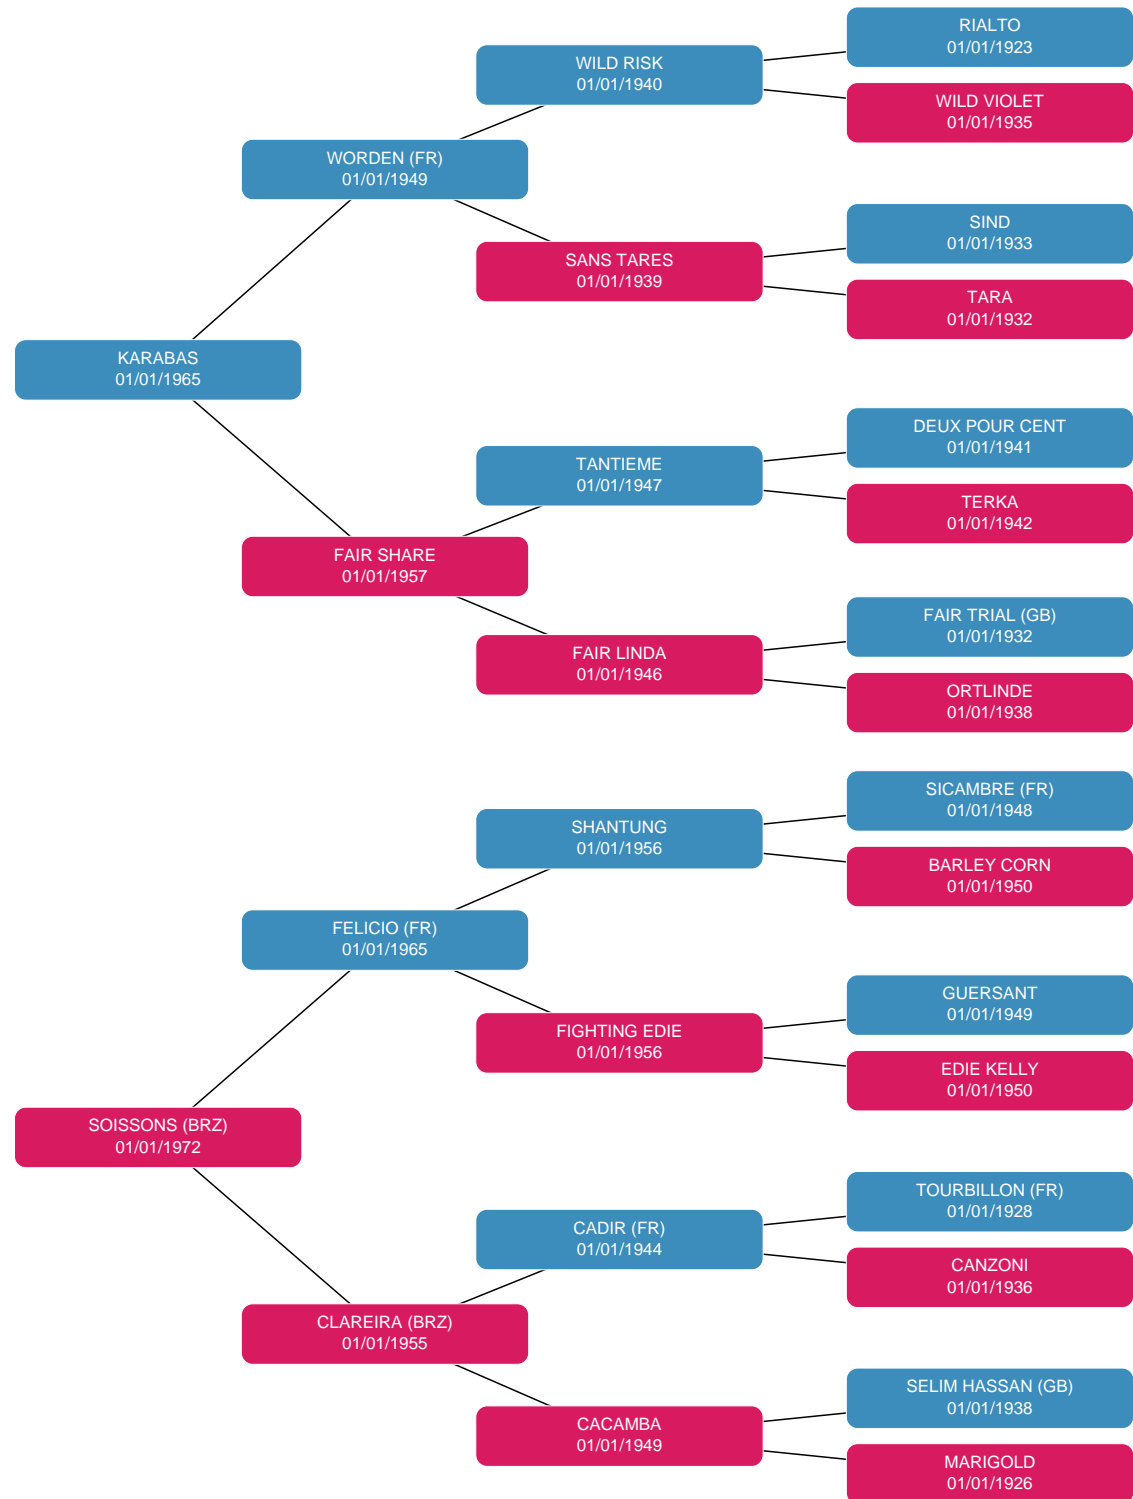 RIALTO
01/01/1923
WILD RISK
01/01/1940
WILD VIOLET
01/01/1935
WORDEN (FR)
01/01/1949
SIND
01/01/1933
SANS TARES
01/01/1939
TARA
01/01/1932
KARABAS
01/01/1965
DEUX POUR CENT
01/01/1941
TANTIEME
01/01/1947
TERKA
01/01/1942
FAIR SHARE
01/01/1957
FAIR TRIAL (GB)
01/01/1932
FAIR LINDA
01/01/1946
ORTLINDE
01/01/1938
SICAMBRE (FR)
01/01/1948
SHANTUNG
01/01/1956
BARLEY CORN
01/01/1950
FELICIO (FR)
01/01/1965
GUERSANT
01/01/1949
FIGHTING EDIE
01/01/1956
EDIE KELLY
01/01/1950
SOISSONS (BRZ)
01/01/1972
TOURBILLON (FR)
01/01/1928
CADIR (FR)
01/01/1944
CANZONI
01/01/1936
CLAREIRA (BRZ)
01/01/1955
SELIM HASSAN (GB)
01/01/1938
CACAMBA
01/01/1949
MARIGOLD
01/01/1926